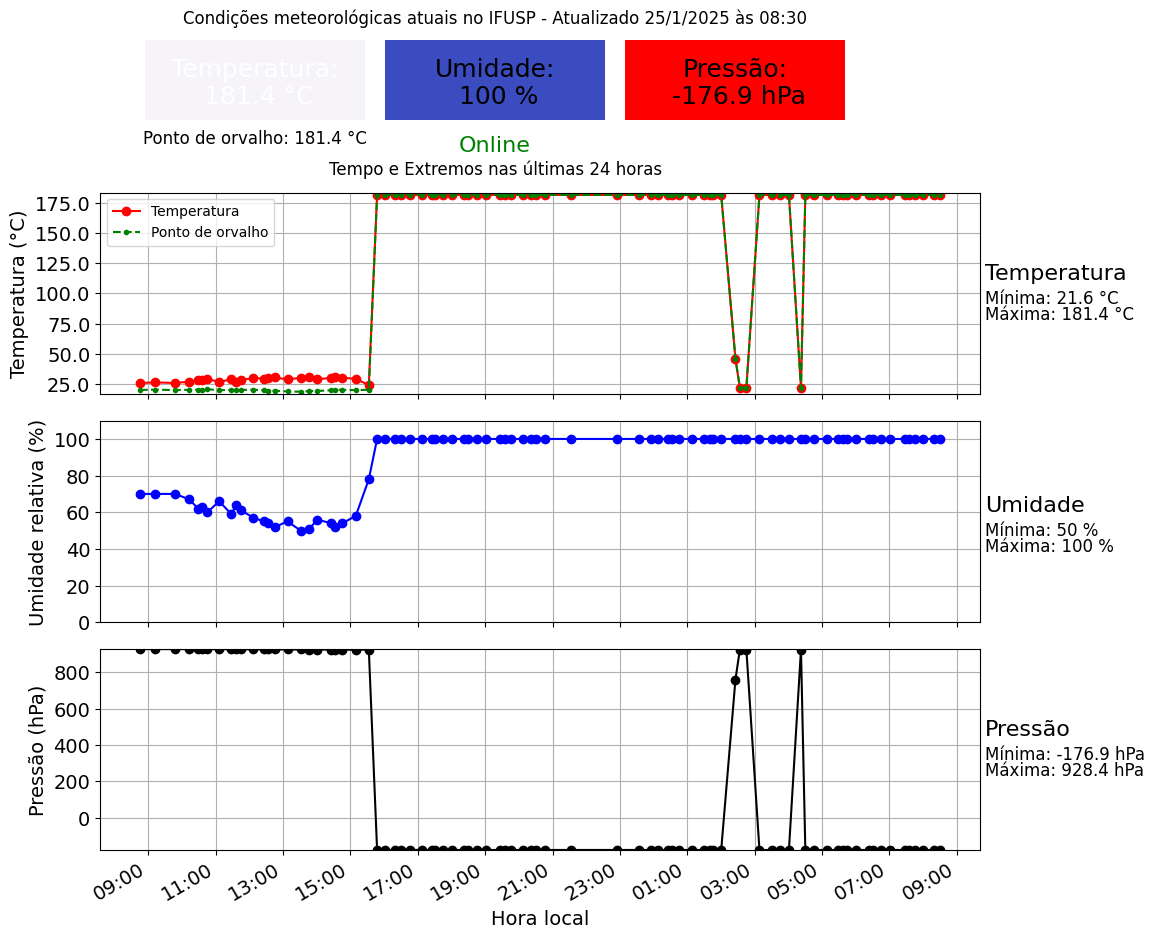 Condições meteorológicas atuais no IFUSP - Atualizado 25/1/2025 às 08:30
Temperatura:
181.4 °C
Umidade:
100 %
Pressão:
-176.9 hPa
Ponto de orvalho: 181.4 °C
Online
Tempo e Extremos nas últimas 24 horas
Temperatura (°C)
175.0
150.0
125.0
100.0
75.0
50.0
25.0
Temperatura
Ponto de orvalho
Temperatura
Mínima: 21.6 °C
Máxima: 181.4 °C
Umidade relativa (%)
100
80
60
40
20
0
Umidade
Mínima: 50 %
Máxima: 100 %
Pressão (hPa)
800
600
400
200
0
Pressão
Mínima: -176.9 hPa
Máxima: 928.4 hPa
09:00
11:00
13:00
15:00
17:00
19:00
21:00
23:00
01:00
03:00
05:00
07:00
09:00
Hora local